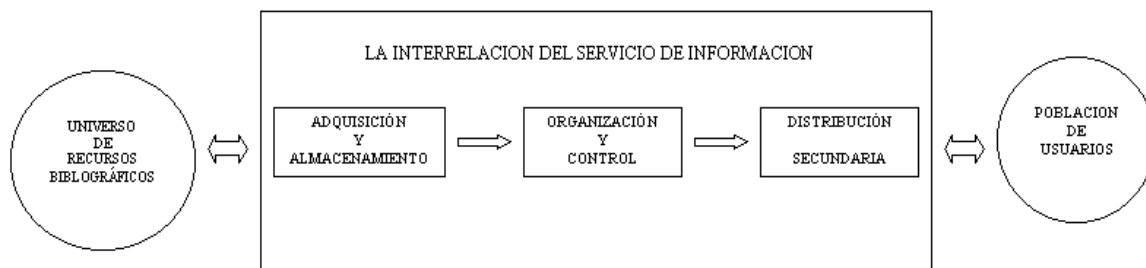 LA INTERRELACION DEL SERVICIO DE INFORMACION
UNIVERSO
DE
RECURSOS
BIBLOGRÁFICOS
ADQUISICIÓN
Y
ALMACENAMIENTO
ORGANIZACIÓN
Y
CONTROL
DISTRIBUCIÓN
SECUNDARIA
POBLACION
DE
USUARIOS